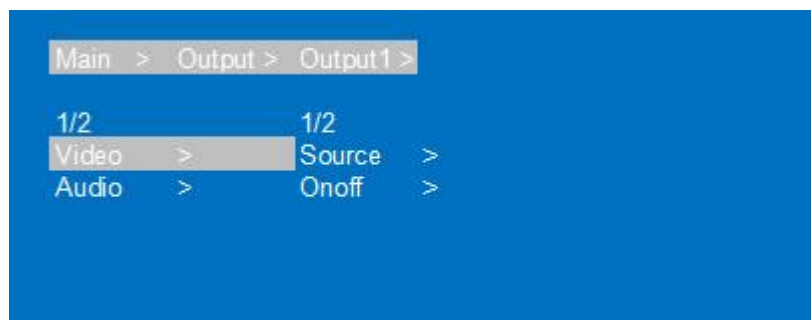 Main > Output > Output1 >
1/2 1/2
Video > Source >
Audio > Onoff >